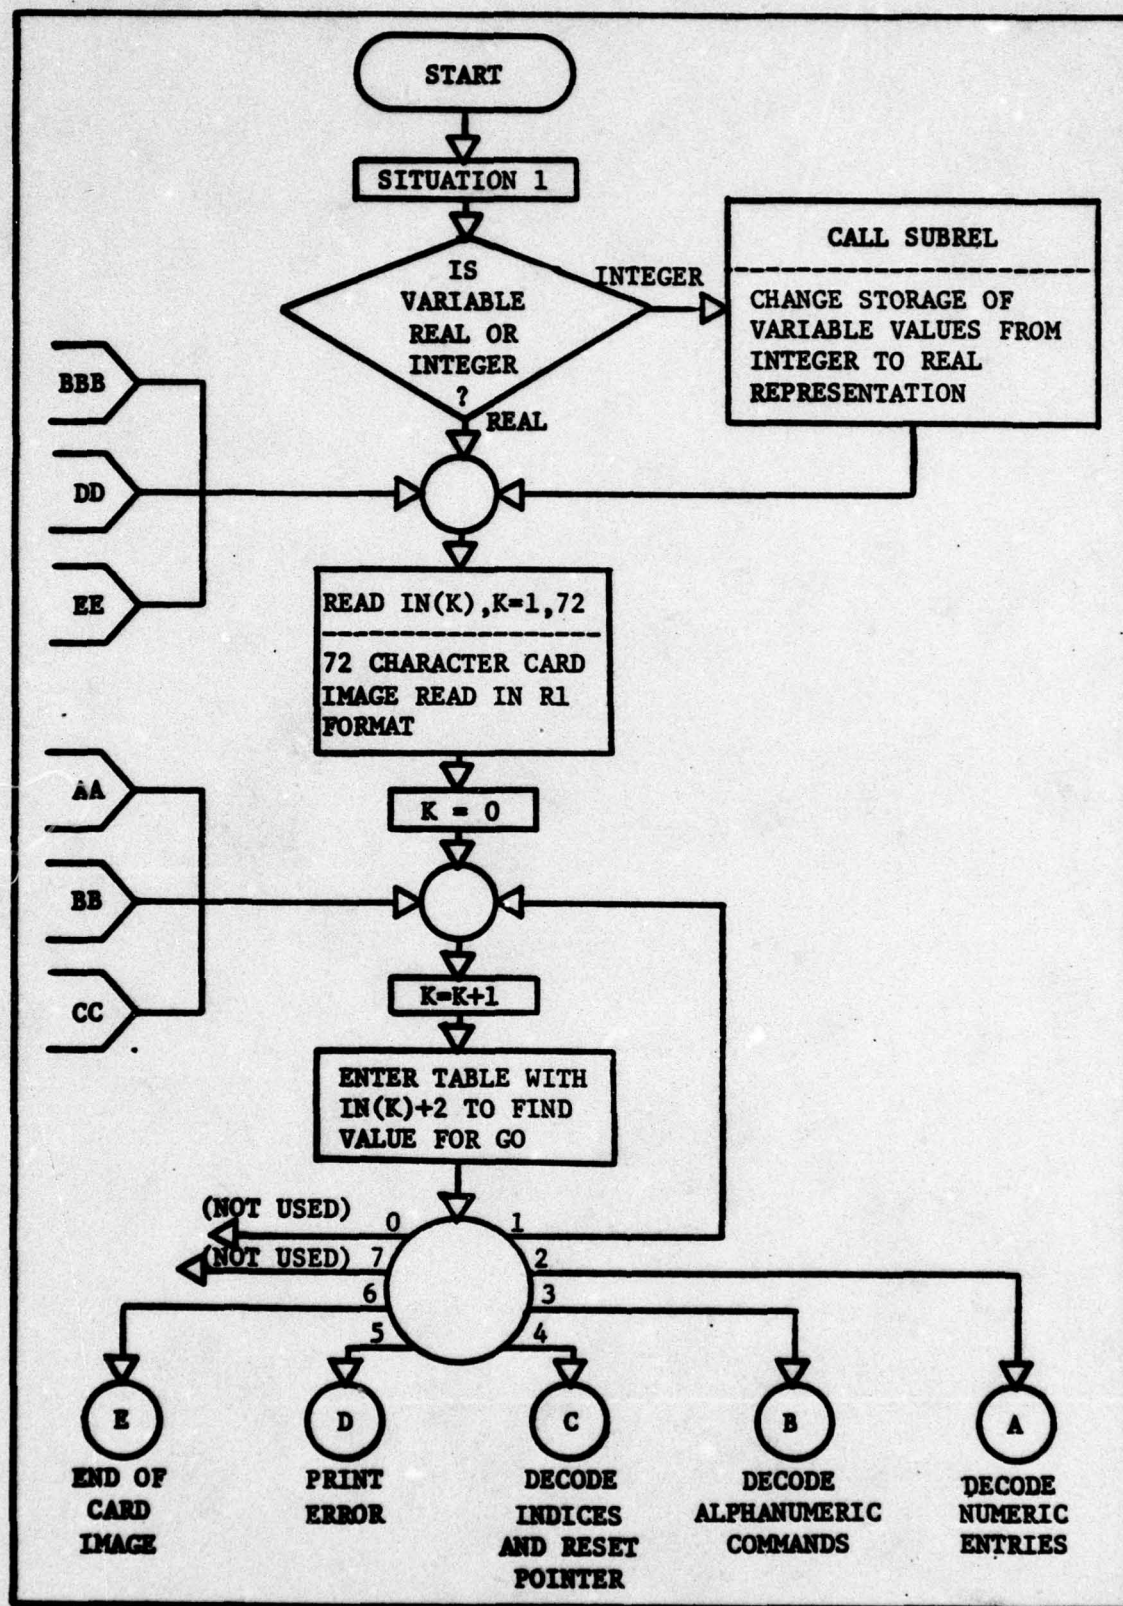 START
SITUATION 1
IS
VARIABLE
REAL OR
INTEGER
?
INTEGER
REAL
CALL SUBREL
CHANGE STORAGE OF
VARIABLE VALUES FROM
INTEGER TO REAL
REPRESENTATION
BBB
DD
EE
READ IN(K),K=1,72
72 CHARACTER CARD
IMAGE READ IN R1
FORMAT
K = 0
AA
BB
CC
K=K+1
ENTER TABLE WITH
IN(K)+2 TO FIND
VALUE FOR GO
(NOT USED) 0
1
(NOT USED) 7
2
6
3
5
4
E
END OF
CARD
IMAGE
D
PRINT
ERROR
C
DECODE
INDICES
AND RESET
POINTER
B
DECODE
ALPHANUMERIC
COMMANDS
A
DECODE
NUMERIC
ENTRIES